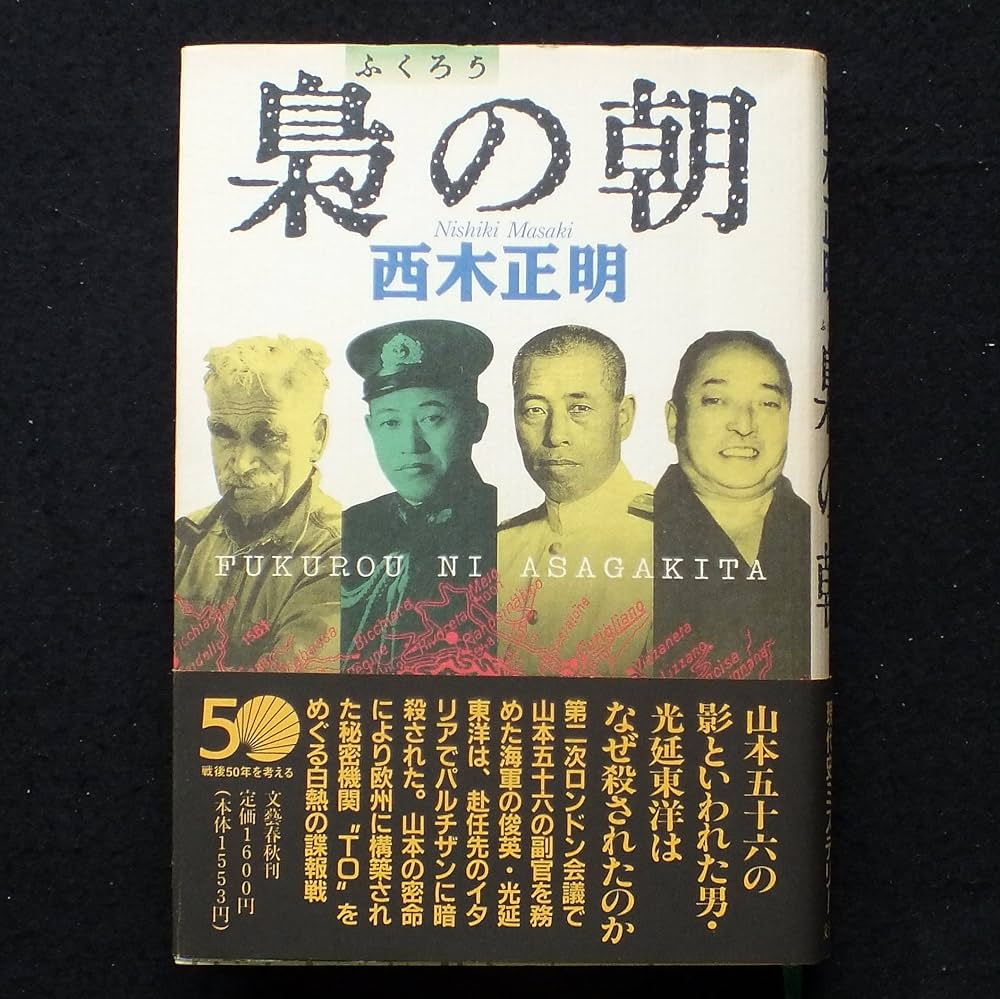 ふくろう
梟の朝
Nishiki Masaki
西木正明
FUKUROU NI ASAGAKITA
山本五十六の
影といわれた男・
光延東洋は
なぜ殺されたのか
第二次ロンドン会議で
山本五十六の副官を務
めた海軍の俊英・光延
東洋は、赴任先のイタ
リアでパルチザンに暗
殺された。山本の密命
により欧州に構築され
た秘密機関〝TO〟を
めぐる白熱の諜報戦
50
戦後50年を考える
文藝春秋刊
定価1600円
(本体1553円)